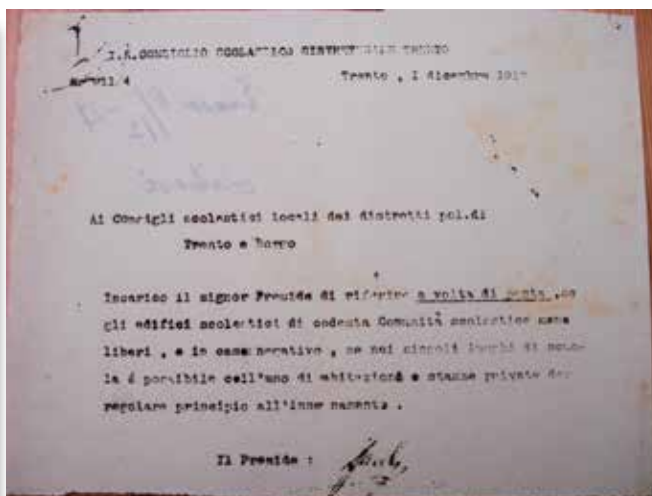 I.R. CONSIGLIO SCOLASTICO DISTRETTUALE TRENTO
Trento , 1 dicembre 1917
Ai Consigli scolastici locali dei distretti pol.di
Trento e Borgo
Incarico il signor Preside di riferire a volta di posta ,se
gli edifici scolastici di codesta Comunità scolastica sono
liberi , e in caso negativo , se nei singoli luoghi di scuo-
la é possibile coll'uso di abitazioni e stanze private dar
regolare principio all'inse namento .
Il Preside :